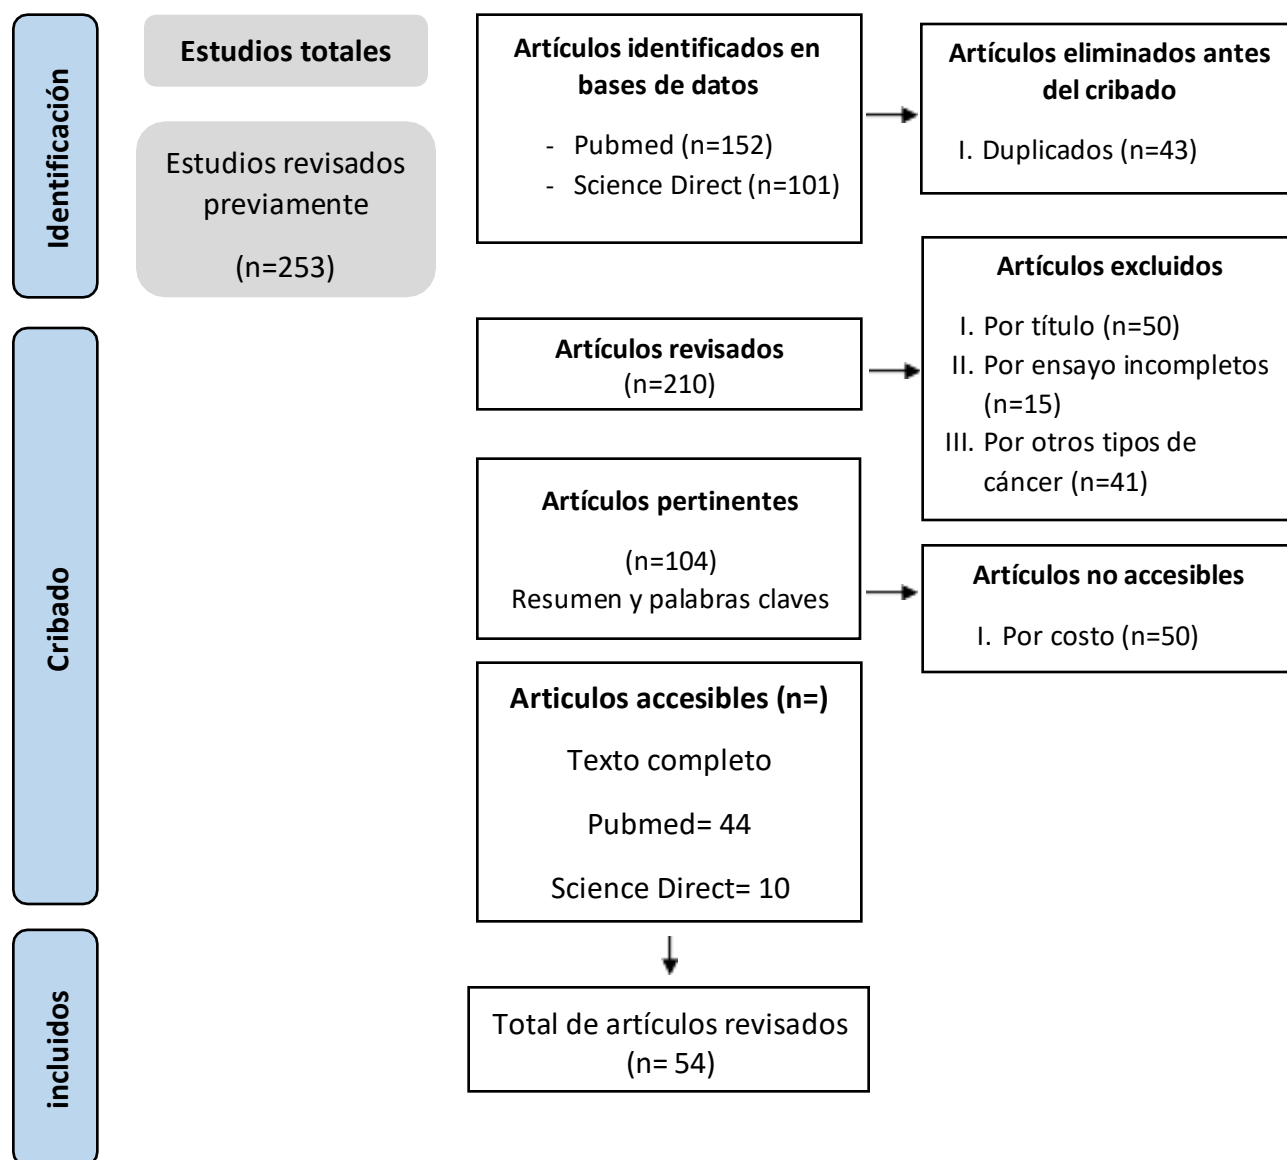 Identificación
Estudios totales
Estudios revisados
previamente
(n=253)
Artículos identificados en
bases de datos
- Pubmed (n=152)
- Science Direct (n=101)
Artículos eliminados antes
del cribado
I. Duplicados (n=43)
Cribado
Artículos revisados
(n=210)
Artículos excluidos
I. Por título (n=50)
II. Por ensayo incompletos
(n=15)
III. Por otros tipos de
cáncer (n=41)
Artículos pertinentes
(n=104)
Resumen y palabras claves
Artículos no accesibles
I. Por costo (n=50)
Articulos accesibles (n=)
Texto completo
Pubmed= 44
Science Direct= 10
incluidos
Total de artículos revisados
(n= 54)